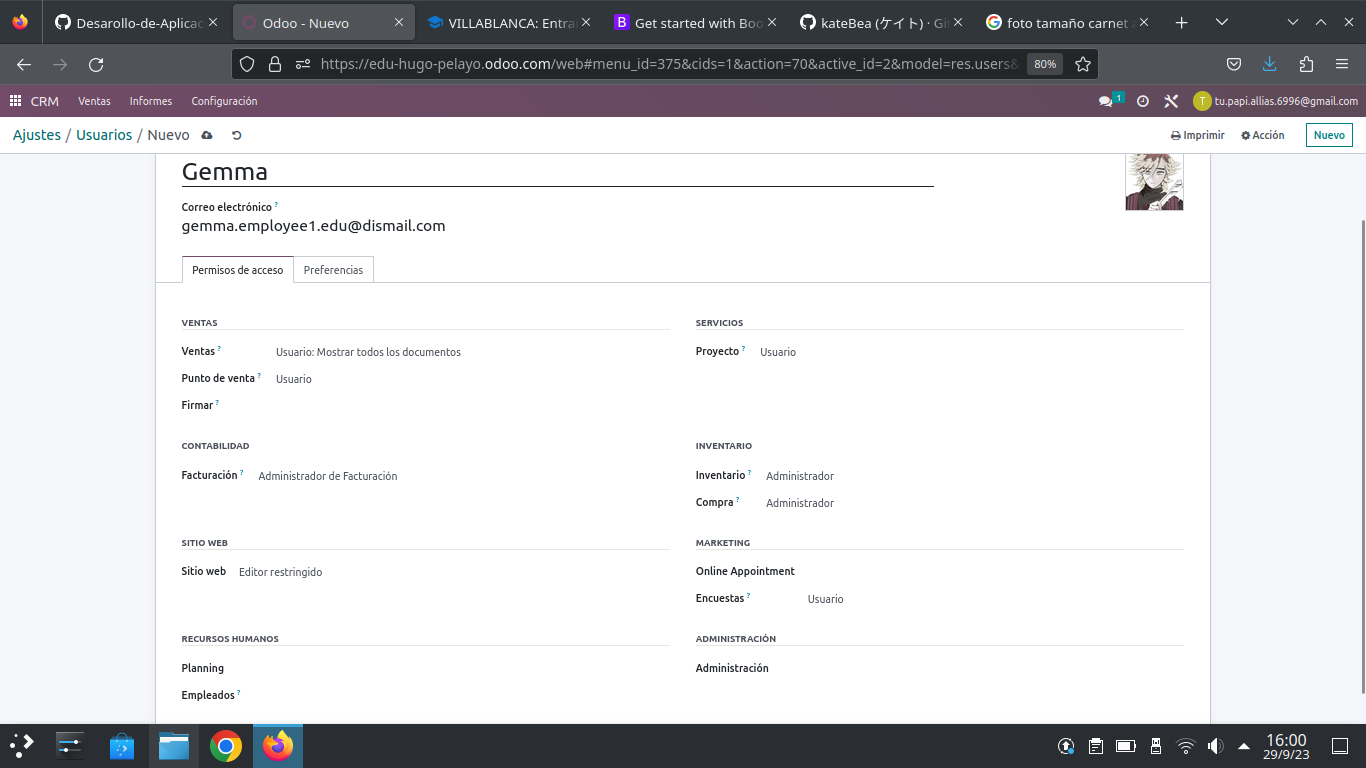 Desarollo-de-Aplicac
Odoo - Nuevo
VILLABLANCA: Entra
Get started with Boo
kateBea (ケイト) · Gi
foto tamaño carnet
https://edu-hugo-pelayo.odoo.com/web#menu_id=375&cids=1&action=70&active_id=2&model=res.users&
80%
CRM Ventas Informes Configuración
1
T tu.papi.allias.6996@gmail.com
Ajustes / Usuarios / Nuevo
Imprimir Acción Nuevo
Gemma
Correo electrónico ?
gemma.employee1.edu@dismail.com
Permisos de acceso Preferencias
VENTAS
Ventas ? Usuario: Mostrar todos los documentos
Punto de venta ? Usuario
Firmar ?
SERVICIOS
Proyecto ? Usuario
CONTABILIDAD
Facturación ? Administrador de Facturación
INVENTARIO
Inventario ? Administrador
Compra ? Administrador
SITIO WEB
Sitio web Editor restringido
MARKETING
Online Appointment
Encuestas ? Usuario
RECURSOS HUMANOS
Planning
Empleados ?
ADMINISTRACIÓN
Administración
16:00
29/9/23